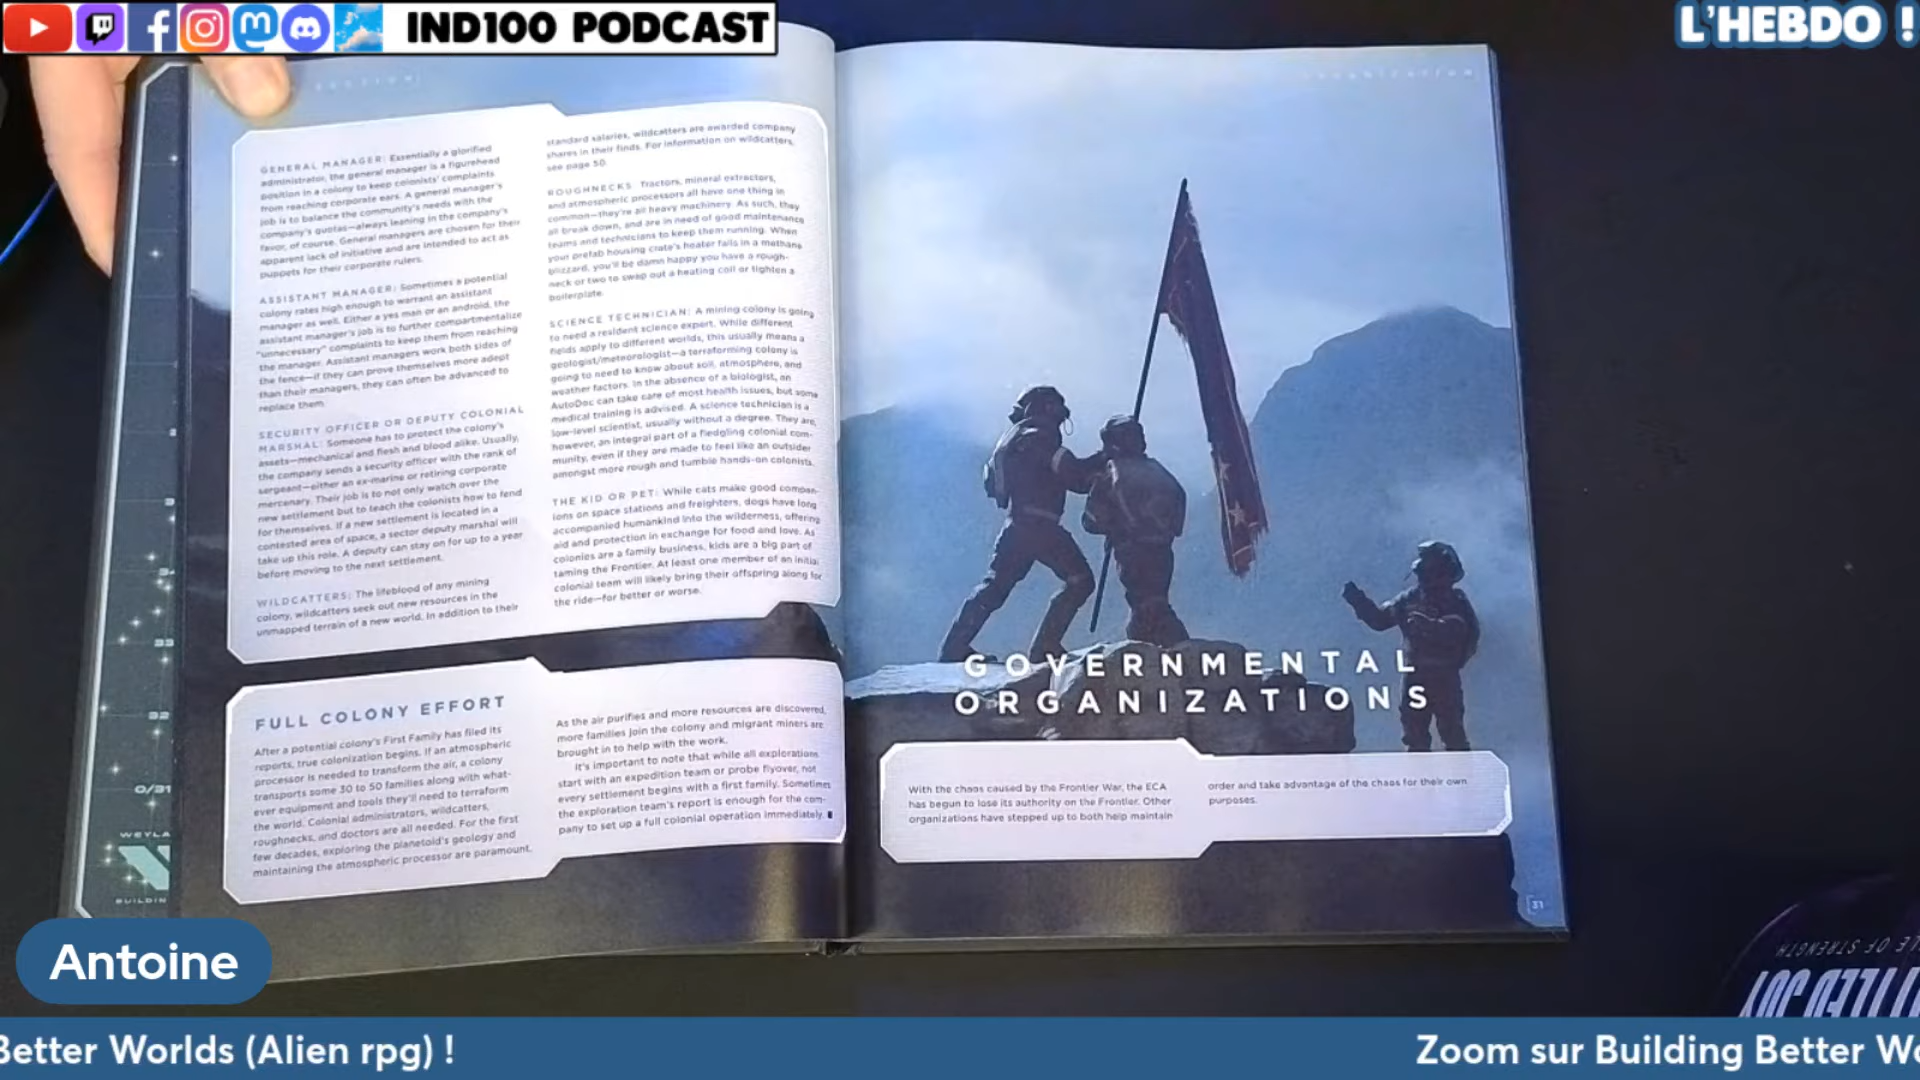 IND100 PODCAST
L'HEBDO !
GENERAL MANAGER: Essentially a glorified
administrator, the general manager is a figurehead
position in a colony to keep colonists' complaints
from reaching corporate ears. A general manager's
job is to balance the community's needs with the
company's quotas—always leaning in the company's
favor, of course. General managers are chosen for their
apparent lack of initiative and are intended to act as
puppets for their corporate rulers.
ASSISTANT MANAGER: Sometimes a potential
colony rates high enough to warrant an assistant
manager as well. Either a yes man or an android, the
assistant manager's job is to further compartmentalize
"unnecessary" complaints to keep them from reaching
the manager. Assistant managers work both sides of
the fence—if they can prove themselves more adept
than their managers, they can often be advanced to
replace them.
SECURITY OFFICER OR DEPUTY COLONIAL
MARSHAL: Someone has to protect the colony's
assets—mechanical and flesh and blood alike. Usually,
the company sends a security officer with the rank of
sergeant—either an ex-marine or retiring corporate
mercenary. Their job is to not only watch over the
new settlement but to teach the colonists how to fend
for themselves. If a new settlement is located in a
contested area of space, a sector deputy marshal will
take up this role. A deputy can stay on for up to a year
before moving to the next settlement.
WILDCATTERS: The lifeblood of any mining
colony, wildcatters seek out new resources in the
unmapped terrain of a new world. In addition to their
standard salaries, wildcatters are awarded company
shares in their finds. For information on wildcatters,
see page 50.
ROUGHNECKS Tractors, mineral extractors,
and atmospheric processors all have one thing in
common—they're all heavy machinery. As such, they
all break down, and are in need of good maintenance
teams and technicians to keep them running. When
your prefab housing crate's heater fails in a methane
blizzard, you'll be damn happy you have a rough-
neck or two to swap out a heating coil or tighten a
boilerplate.
SCIENCE TECHNICIAN: A mining colony is going
to need a resident science expert. While different
fields apply to different worlds, this usually means a
geologist/meteorologist—a terraforming colony is
going to need to know about soil, atmosphere, and
weather factors. In the absence of a biologist, an
AutoDoc can take care of most health issues, but some
medical training is advised. A science technician is a
low-level scientist, usually without a degree. They are,
however, an integral part of a fledgling colonial com-
munity, even if they are made to feel like an outsider
amongst more rough and tumble hands-on colonists.
THE KID OR PET: While cats make good compan-
ions on space stations and freighters, dogs have long
accompanied humankind into the wilderness, offering
aid and protection in exchange for food and love. As
colonies are a family business, kids are a big part of
taming the Frontier. At least one member of an initial
colonial team will likely bring their offspring along for
the ride—for better or worse.
FULL COLONY EFFORT
After a potential colony's First Family has filed its
reports, true colonization begins. If an atmospheric
processor is needed to transform the air, a colony
transports some 30 to 50 families along with what-
ever equipment and tools they'll need to terraform
the world. Colonial administrators, wildcatters,
roughnecks, and doctors are all needed. For the first
few decades, exploring the planetoid's geology and
maintaining the atmospheric processor are paramount.
As the air purifies and more resources are discovered,
more families join the colony and migrant miners are
brought in to help with the work.
It's important to note that while all explorations
start with an expedition team or probe flyover, not
every settlement begins with a first family. Sometimes
the exploration team's report is enough for the com-
pany to set up a full colonial operation immediately.
GOVERNMENTAL
ORGANIZATIONS
With the chaos caused by the Frontier War, the ECA
has begun to lose its authority on the Frontier. Other
organizations have stepped up to both help maintain
order and take advantage of the chaos for their own
purposes.
31
0/31
WEYLA
BUILDIN
OF STRENGTH
Antoine
Better Worlds (Alien rpg) !
Zoom sur Building Better Wo